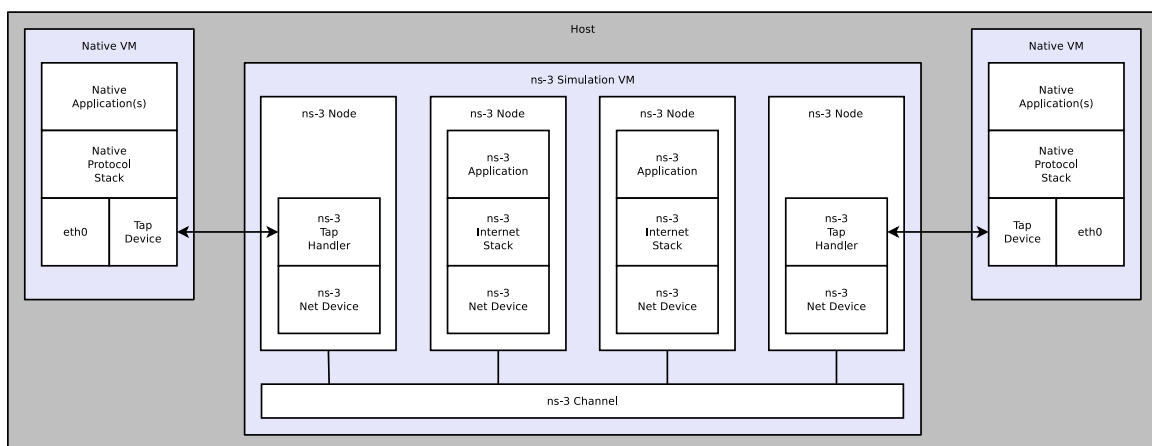 Host
Native VM
Native
Application(s)
Native
Protocol
Stack
eth0
Tap
Device
ns-3 Simulation VM
ns-3 Node
ns-3
Tap
Handler
ns-3
Net Device
ns-3 Node
ns-3
Application
ns-3
Internet
Stack
ns-3
Net Device
ns-3 Node
ns-3
Application
ns-3
Internet
Stack
ns-3
Net Device
ns-3 Node
ns-3
Tap
Handler
ns-3
Net Device
ns-3 Channel
Native VM
Native
Application(s)
Native
Protocol
Stack
Tap
Device
eth0